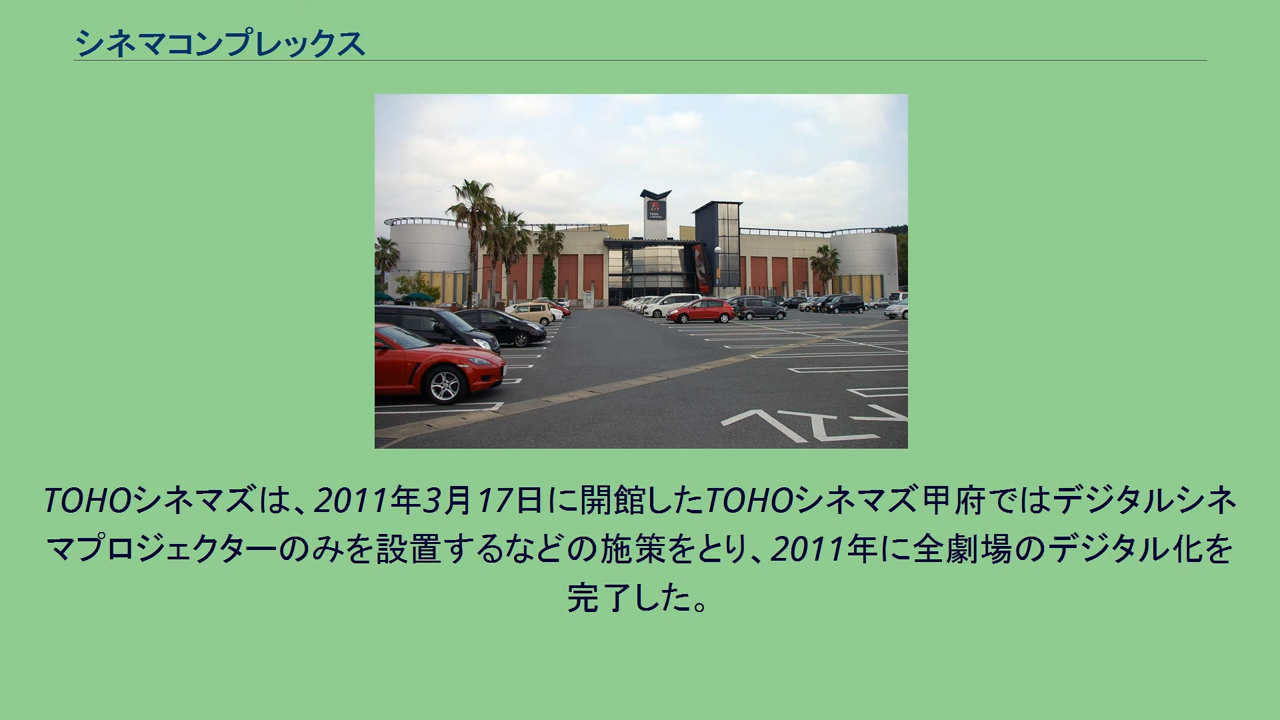 シネマコンプレックス
TOHOシネマズは、2011年3月17日に開館したTOHOシネマズ甲府ではデジタルシネ
マプロジェクターのみを設置するなどの施策をとり、2011年に全劇場のデジタル化を
完了した。